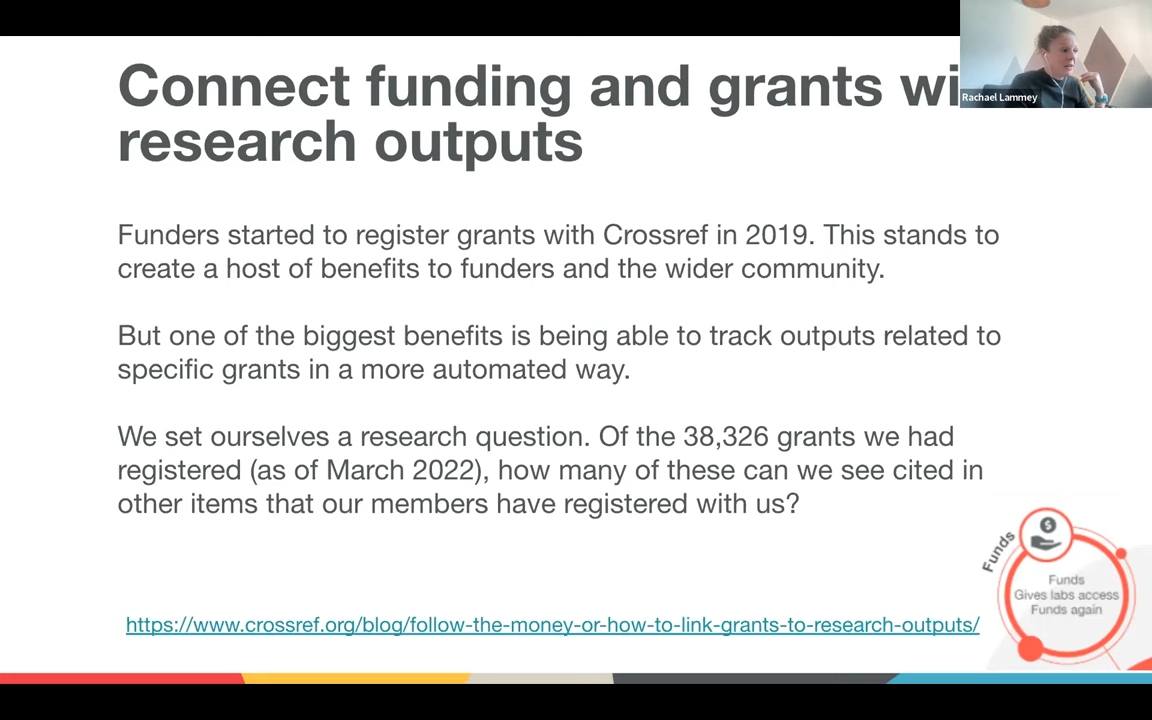 Connect funding and grants wi
research outputs
Rachael Lammey
Funders started to register grants with Crossref in 2019. This stands to
create a host of benefits to funders and the wider community.
But one of the biggest benefits is being able to track outputs related to
specific grants in a more automated way.
We set ourselves a research question. Of the 38,326 grants we had
registered (as of March 2022), how many of these can we see cited in
other items that our members have registered with us?
Funds
$
Funds
Gives labs access
Funds again
https://www.crossref.org/blog/follow-the-money-or-how-to-link-grants-to-research-outputs/